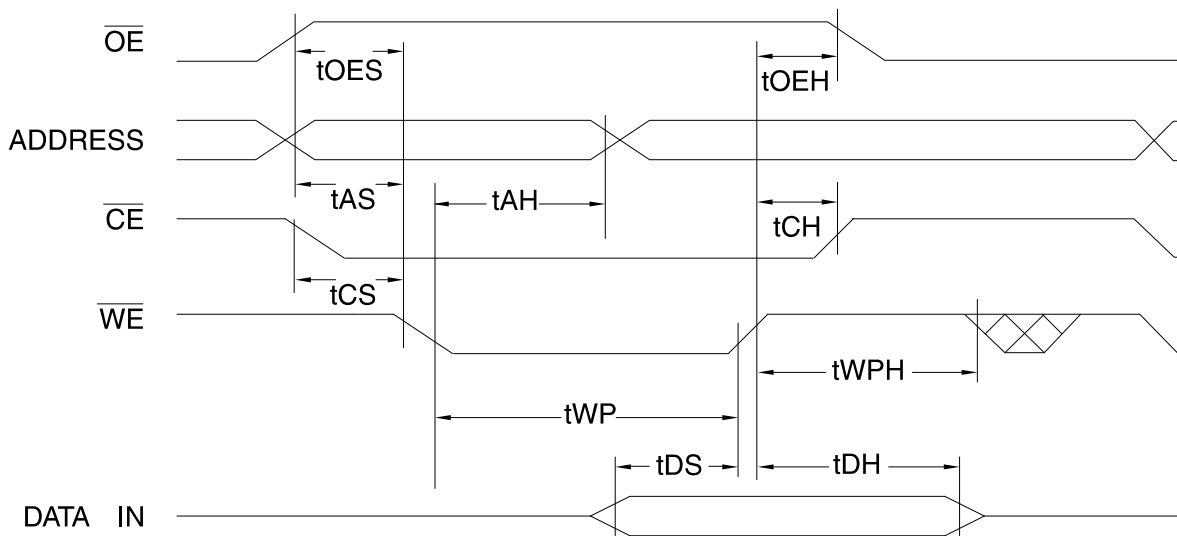 OE
tOES
tOEH
ADDRESS
tAS
tAH
CE
tCH
tCS
WE
tWPH
tWP
tDS
tDH
DATA IN